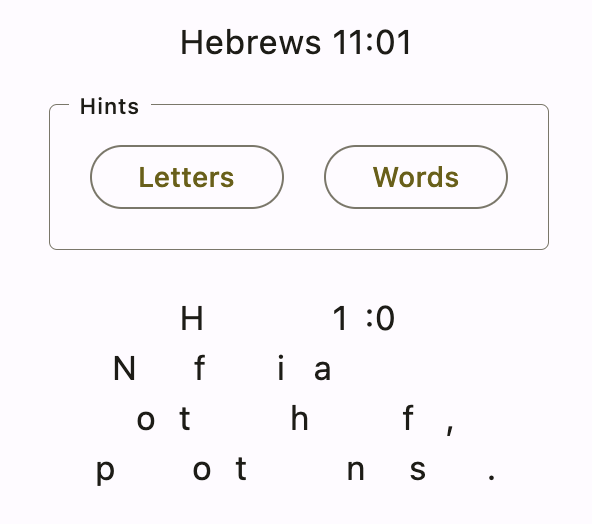 Hebrews 11:01
Hints
Letters Words
H 1 :0
N f i a
o t h f ,
p o t n s .